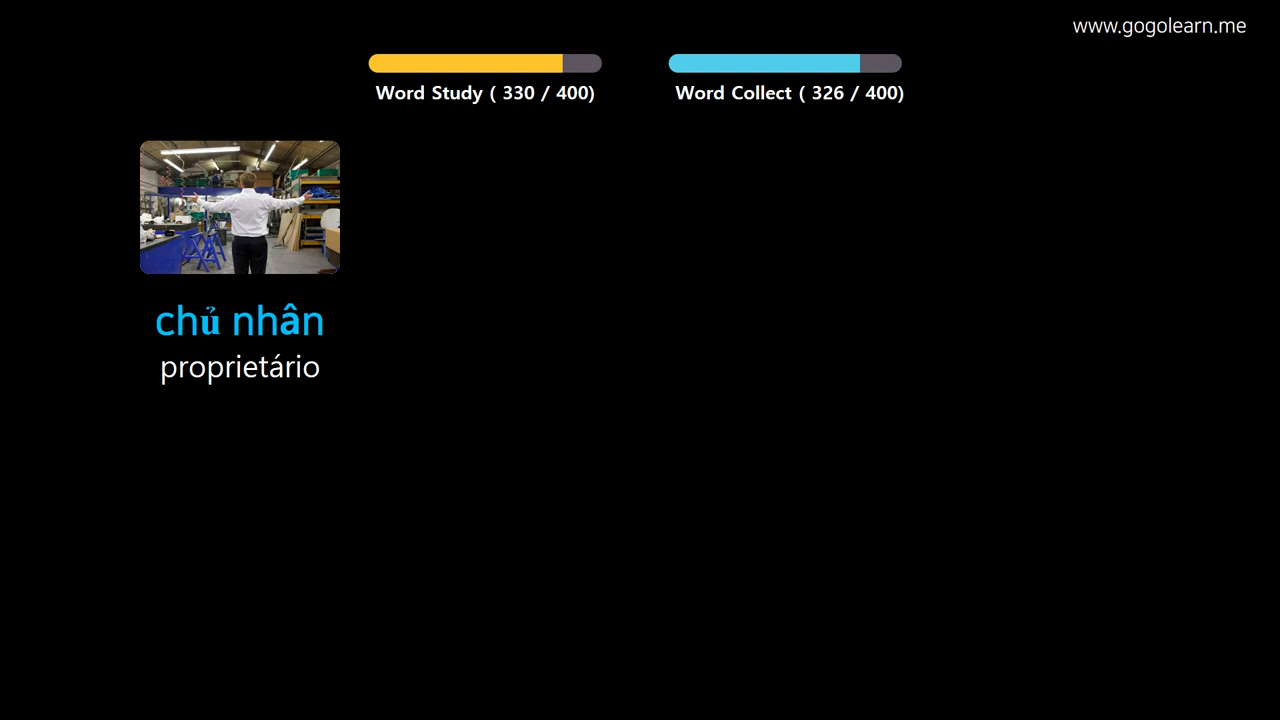 www.gogolearn.me
Word Study ( 330 / 400)
Word Collect ( 326 / 400)
chủ nhân
proprietário